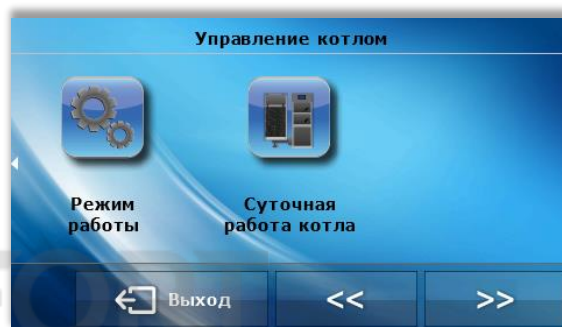 Управление котлом
Режим
работы
Суточная
работа котла
Выход
<<
>>